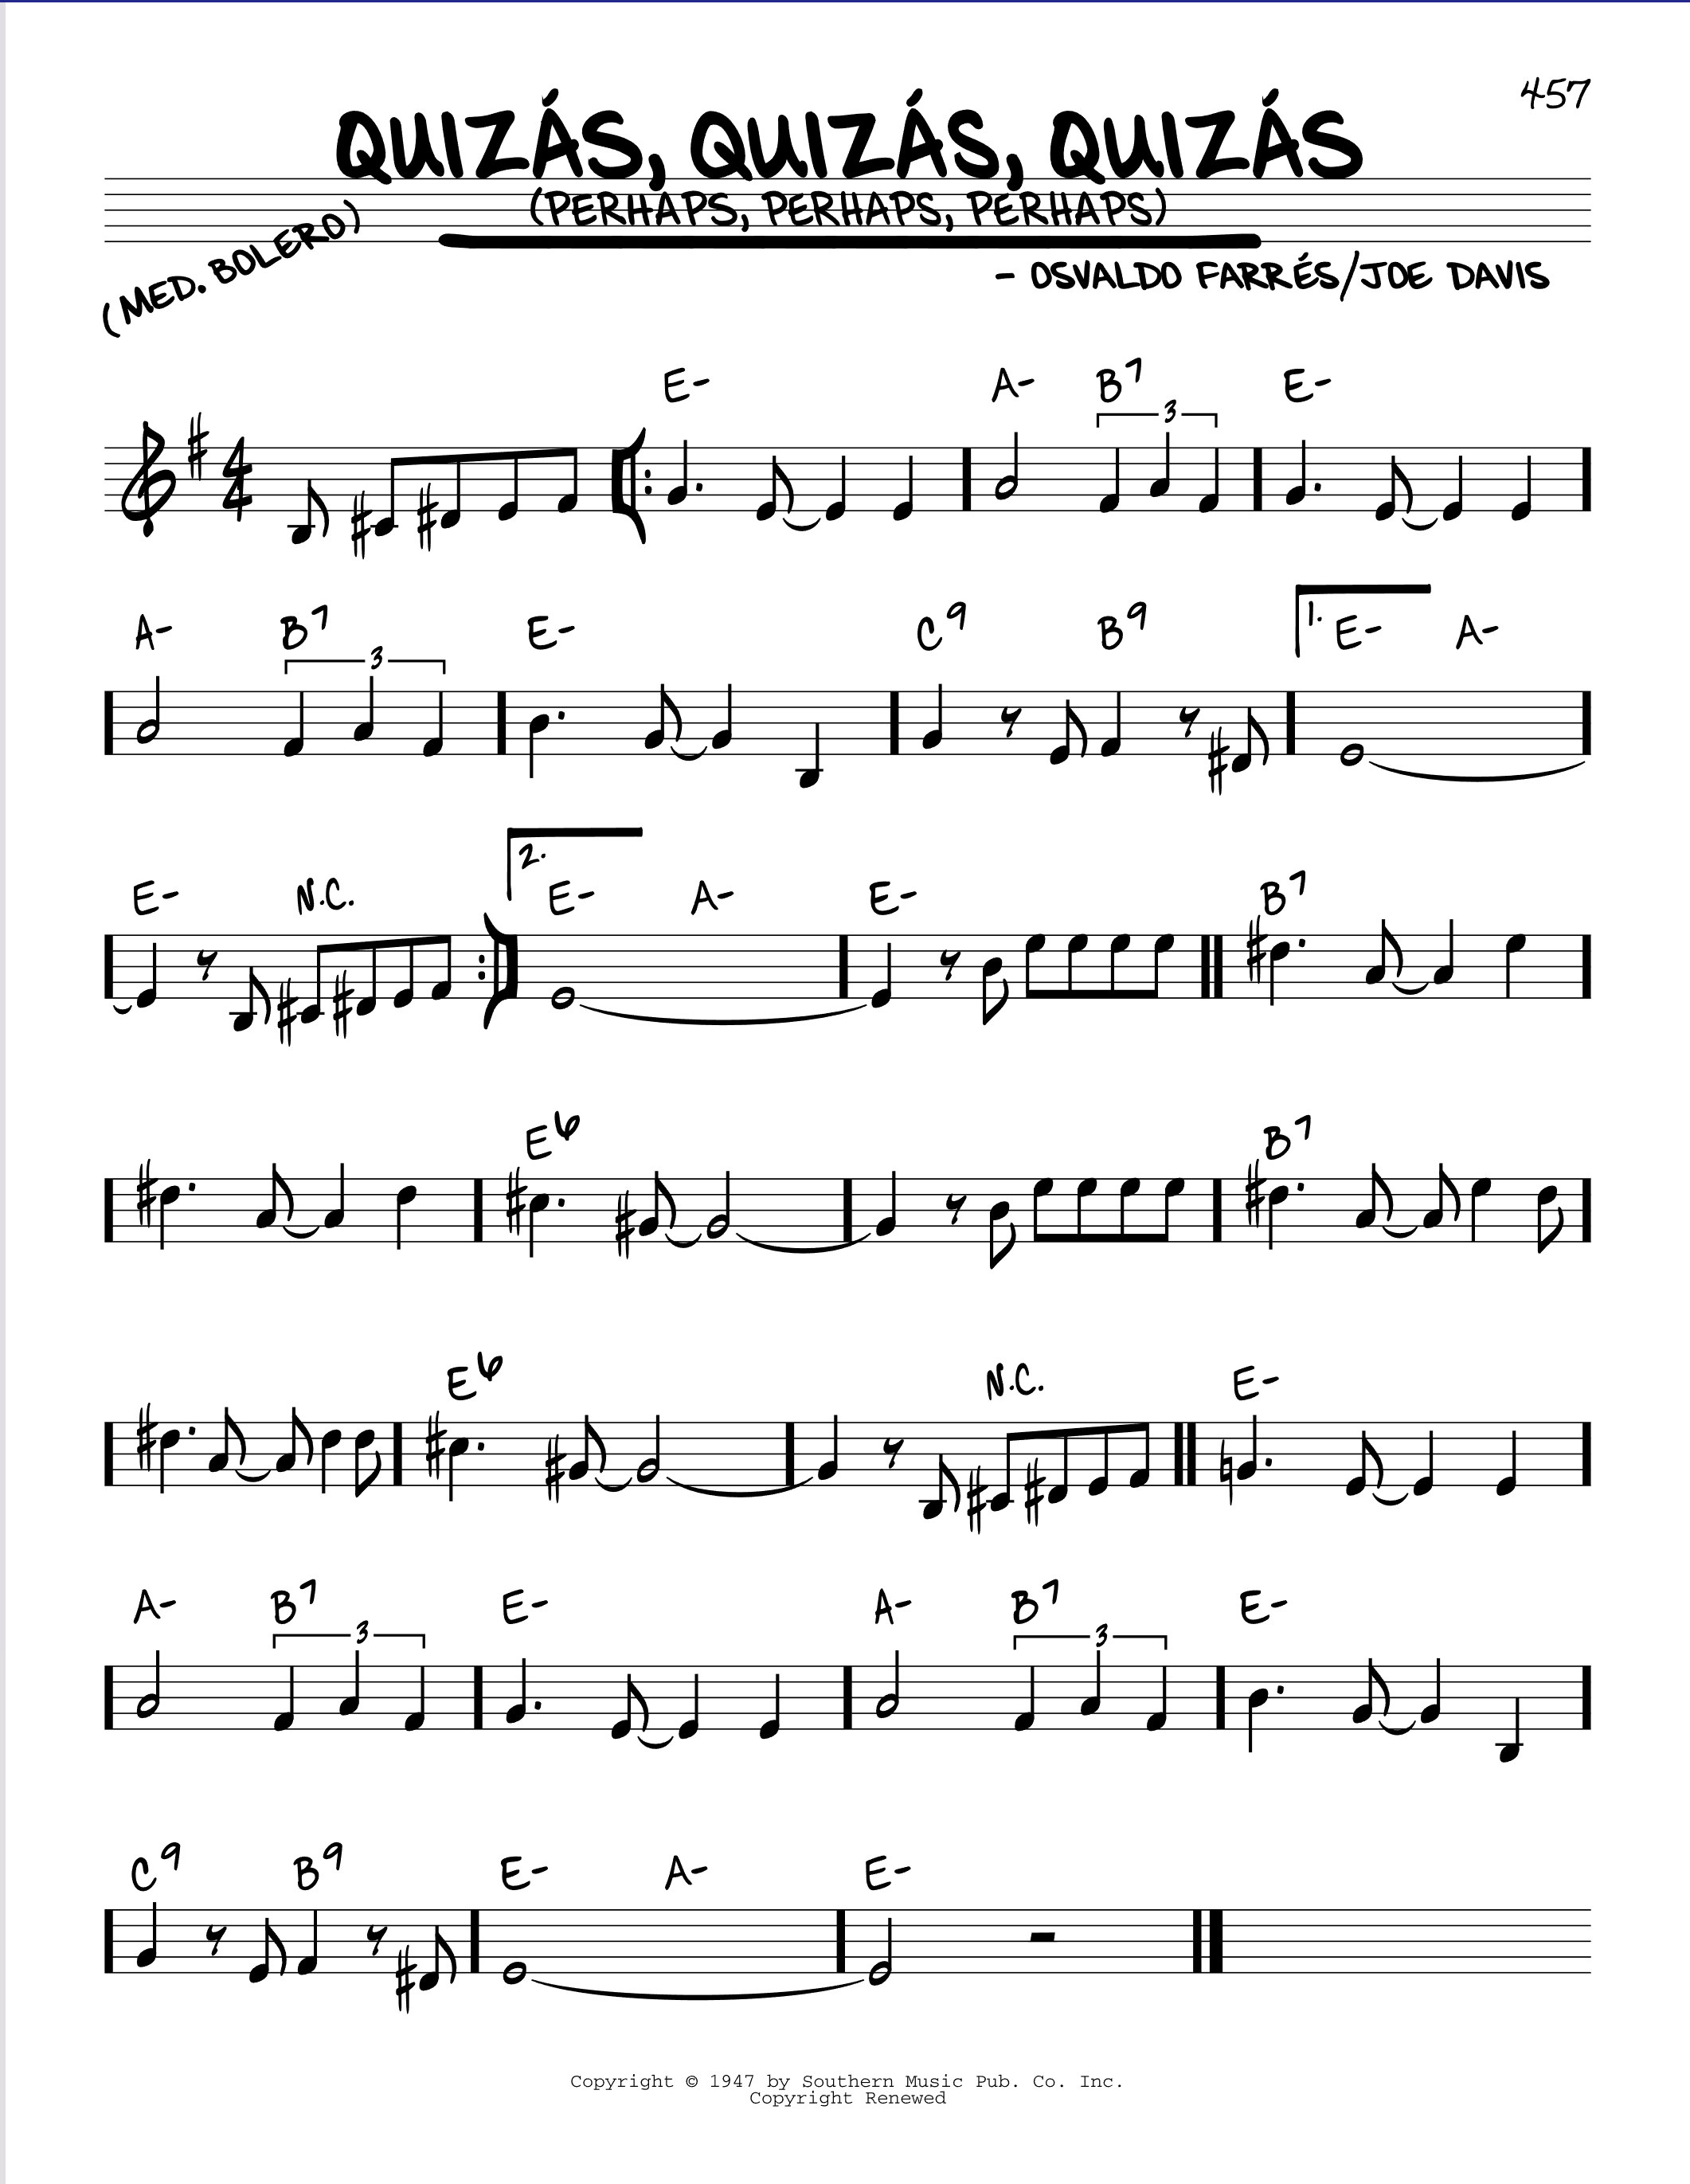 457
QUIZÁS, QUIZÁS, QUIZÁS
(PERHAPS, PERHAPS, PERHAPS)
(MED. BOLERO)
- OSVALDO FARRÉS/JOE DAVIS
E- A- B7 E-
3
4
4
A- B7 E- C9 B9 1. E- A-
3
E- N.C. 2. E- A- E- B7
E6 B7
E6 N.C. E-
A- B7 E- A- B7 E-
3 3
C9 B9 E- A- E-
Copyright © 1947 by Southern Music Pub. Co. Inc.
Copyright Renewed